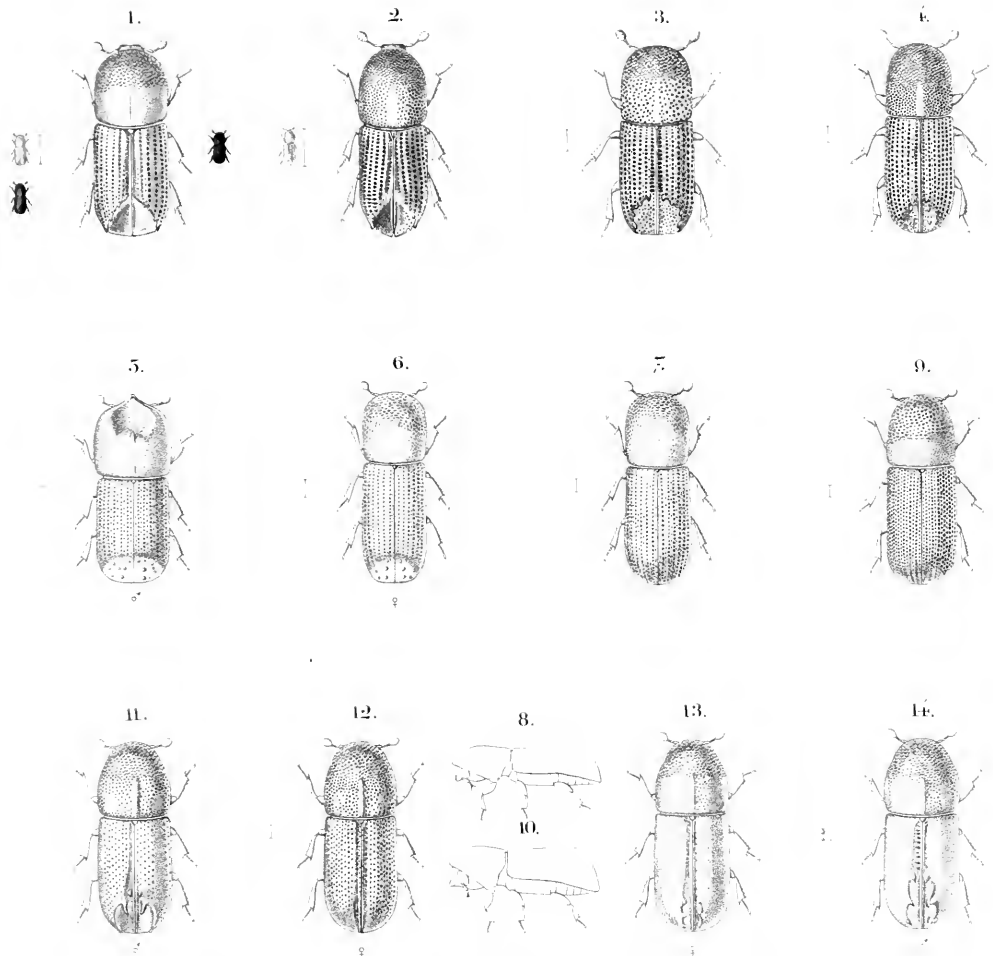 1. 2. 3. 4.
5. 6. 7. 9.
♂ ♀
11. 12. 8. 13. 14.
10.
♂ ♀ ♀ ♂